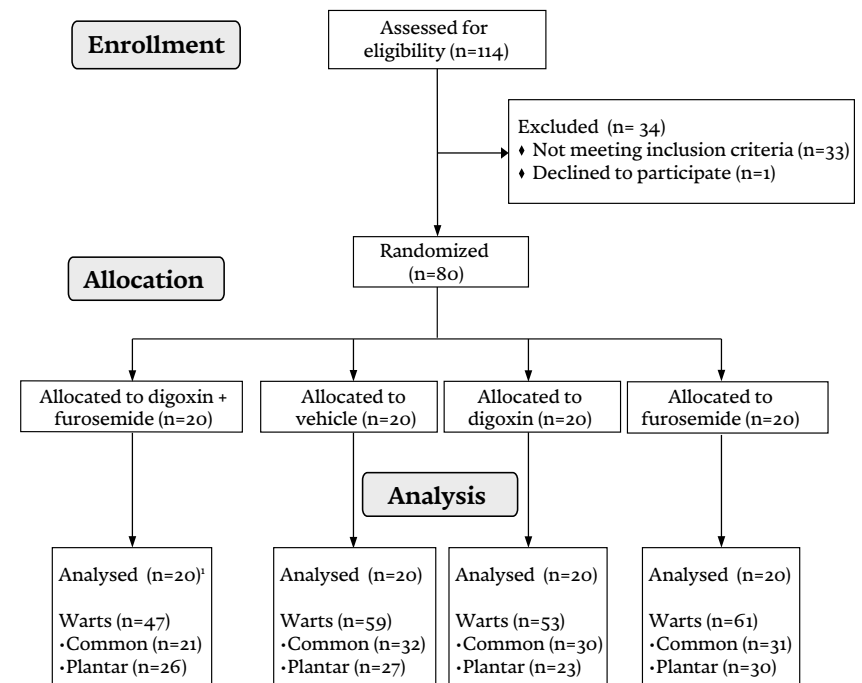 Enrollment
Assessed for
eligibility (n=114)
Excluded (n= 34)
♦ Not meeting inclusion criteria (n=33)
♦ Declined to participate (n=1)
Randomized
(n=80)
Allocation
Allocated to digoxin +
furosemide (n=20)
Allocated to
vehicle (n=20)
Allocated to
digoxin (n=20)
Allocated to
furosemide (n=20)
Analysis
Analysed (n=20)¹
Warts (n=47)
·Common (n=21)
·Plantar (n=26)
Analysed (n=20)
Warts (n=59)
·Common (n=32)
·Plantar (n=27)
Analysed (n=20)
Warts (n=53)
·Common (n=30)
·Plantar (n=23)
Analysed (n=20)
Warts (n=61)
·Common (n=31)
·Plantar (n=30)